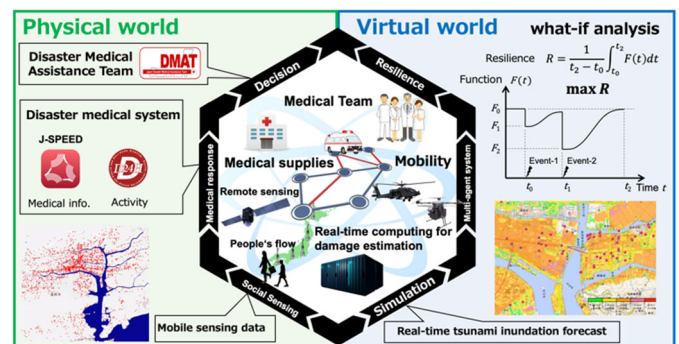 Physical world
Virtual world
what-if analysis
Disaster Medical
Assistance Team
DMAT
Disaster medical system
J-SPEED
Medical info.
D24H
Activity
Mobile sensing data
Decision
Resilience
Medical response
Multi-agent system
Social Sensing
Simulation
Medical Team
Medical supplies
Mobility
Remote sensing
People's flow
Real-time computing for
damage estimation
Resilience R = 1/(t₂ − t₀) ∫ₜ₀ᵗ² F(t)dt
max R
Function F(t)
F₀
F₁
F₂
Event-1
Event-2
t₀
t₁
t₂ Time t
Real-time tsunami inundation forecast